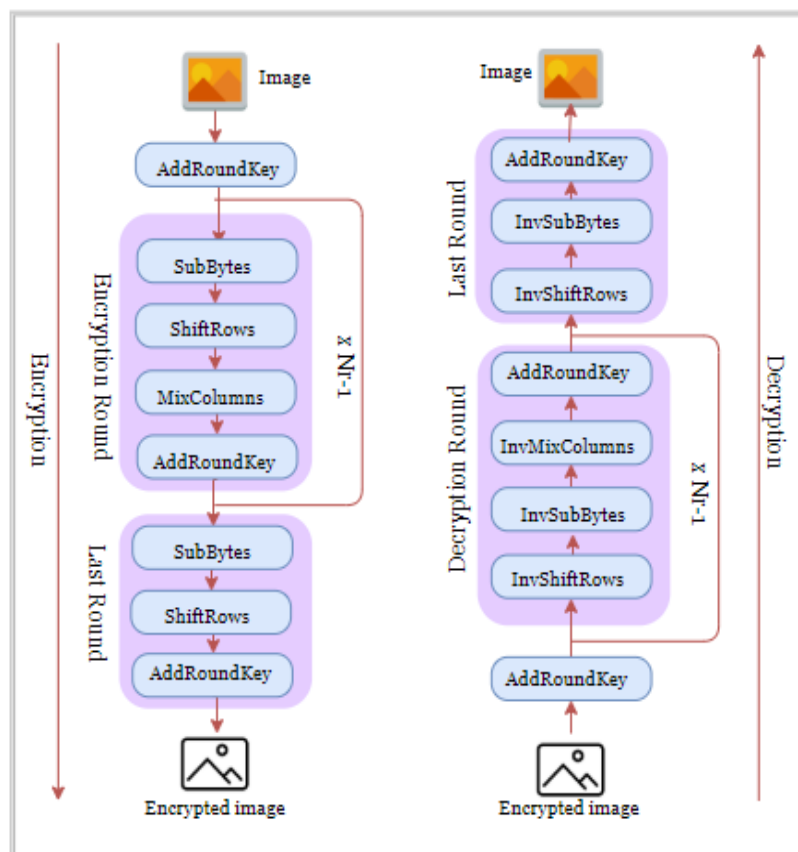 Image
AddRoundKey
Encryption Round
SubBytes
ShiftRows
MixColumns
AddRoundKey
x Nr-1
Last Round
SubBytes
ShiftRows
AddRoundKey
Encrypted image
Encryption
Image
Last Round
AddRoundKey
InvSubBytes
InvShiftRows
Decryption Round
AddRoundKey
InvMixColumns
InvSubBytes
InvShiftRows
x Nr-1
AddRoundKey
Encrypted image
Decryption